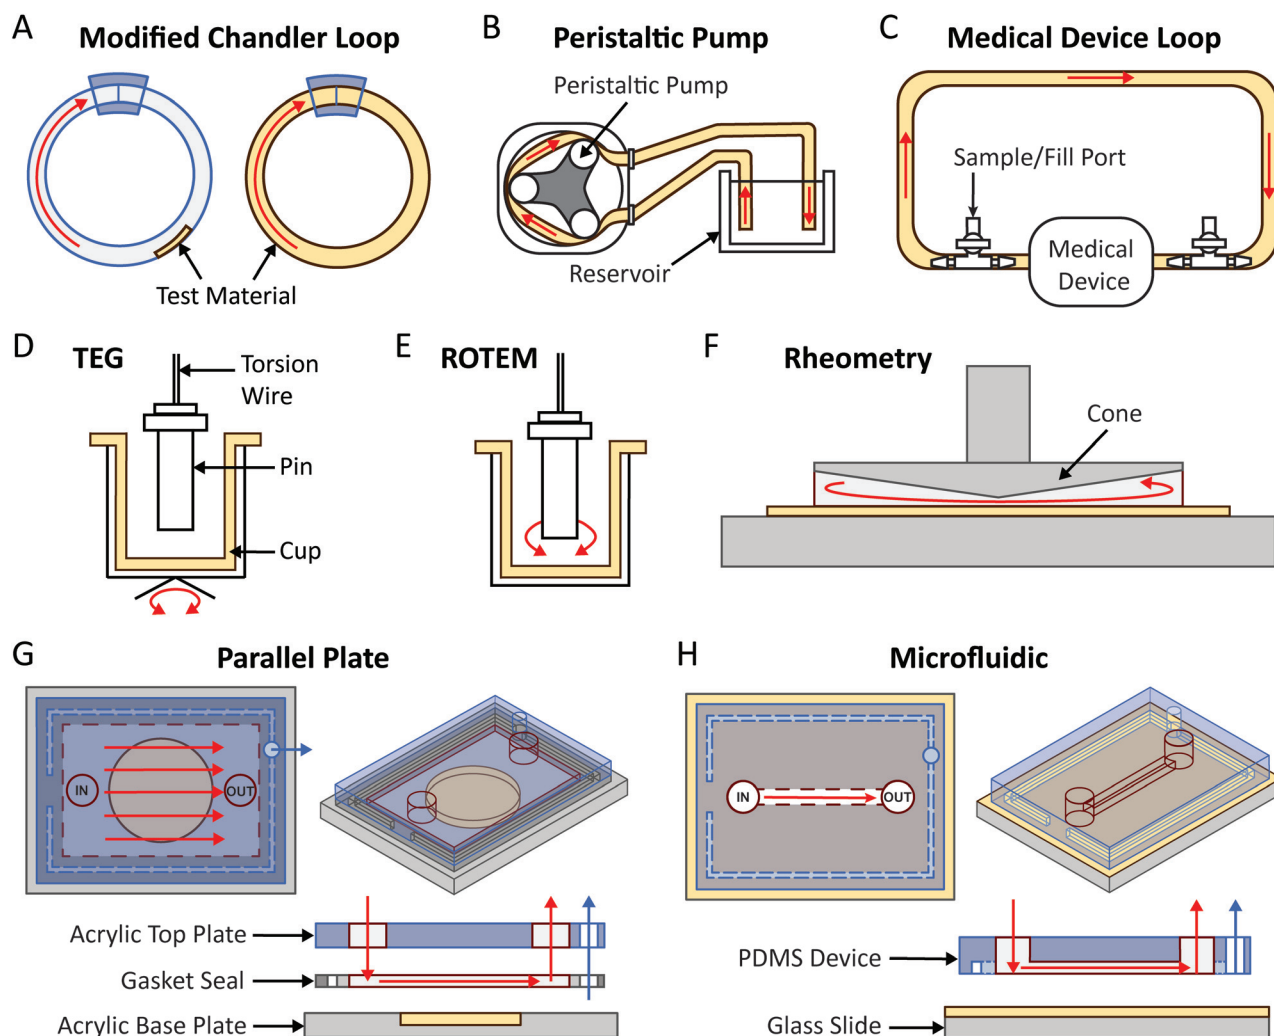 A
Modified Chandler Loop
Test Material
B
Peristaltic Pump
Peristaltic Pump
Reservoir
C
Medical Device Loop
Sample/Fill Port
Medical
Device
D
TEG
Torsion
Wire
Pin
Cup
E
ROTEM
F
Rheometry
Cone
G
Parallel Plate
IN
OUT
Acrylic Top Plate
Gasket Seal
Acrylic Base Plate
H
Microfluidic
IN
OUT
PDMS Device
Glass Slide